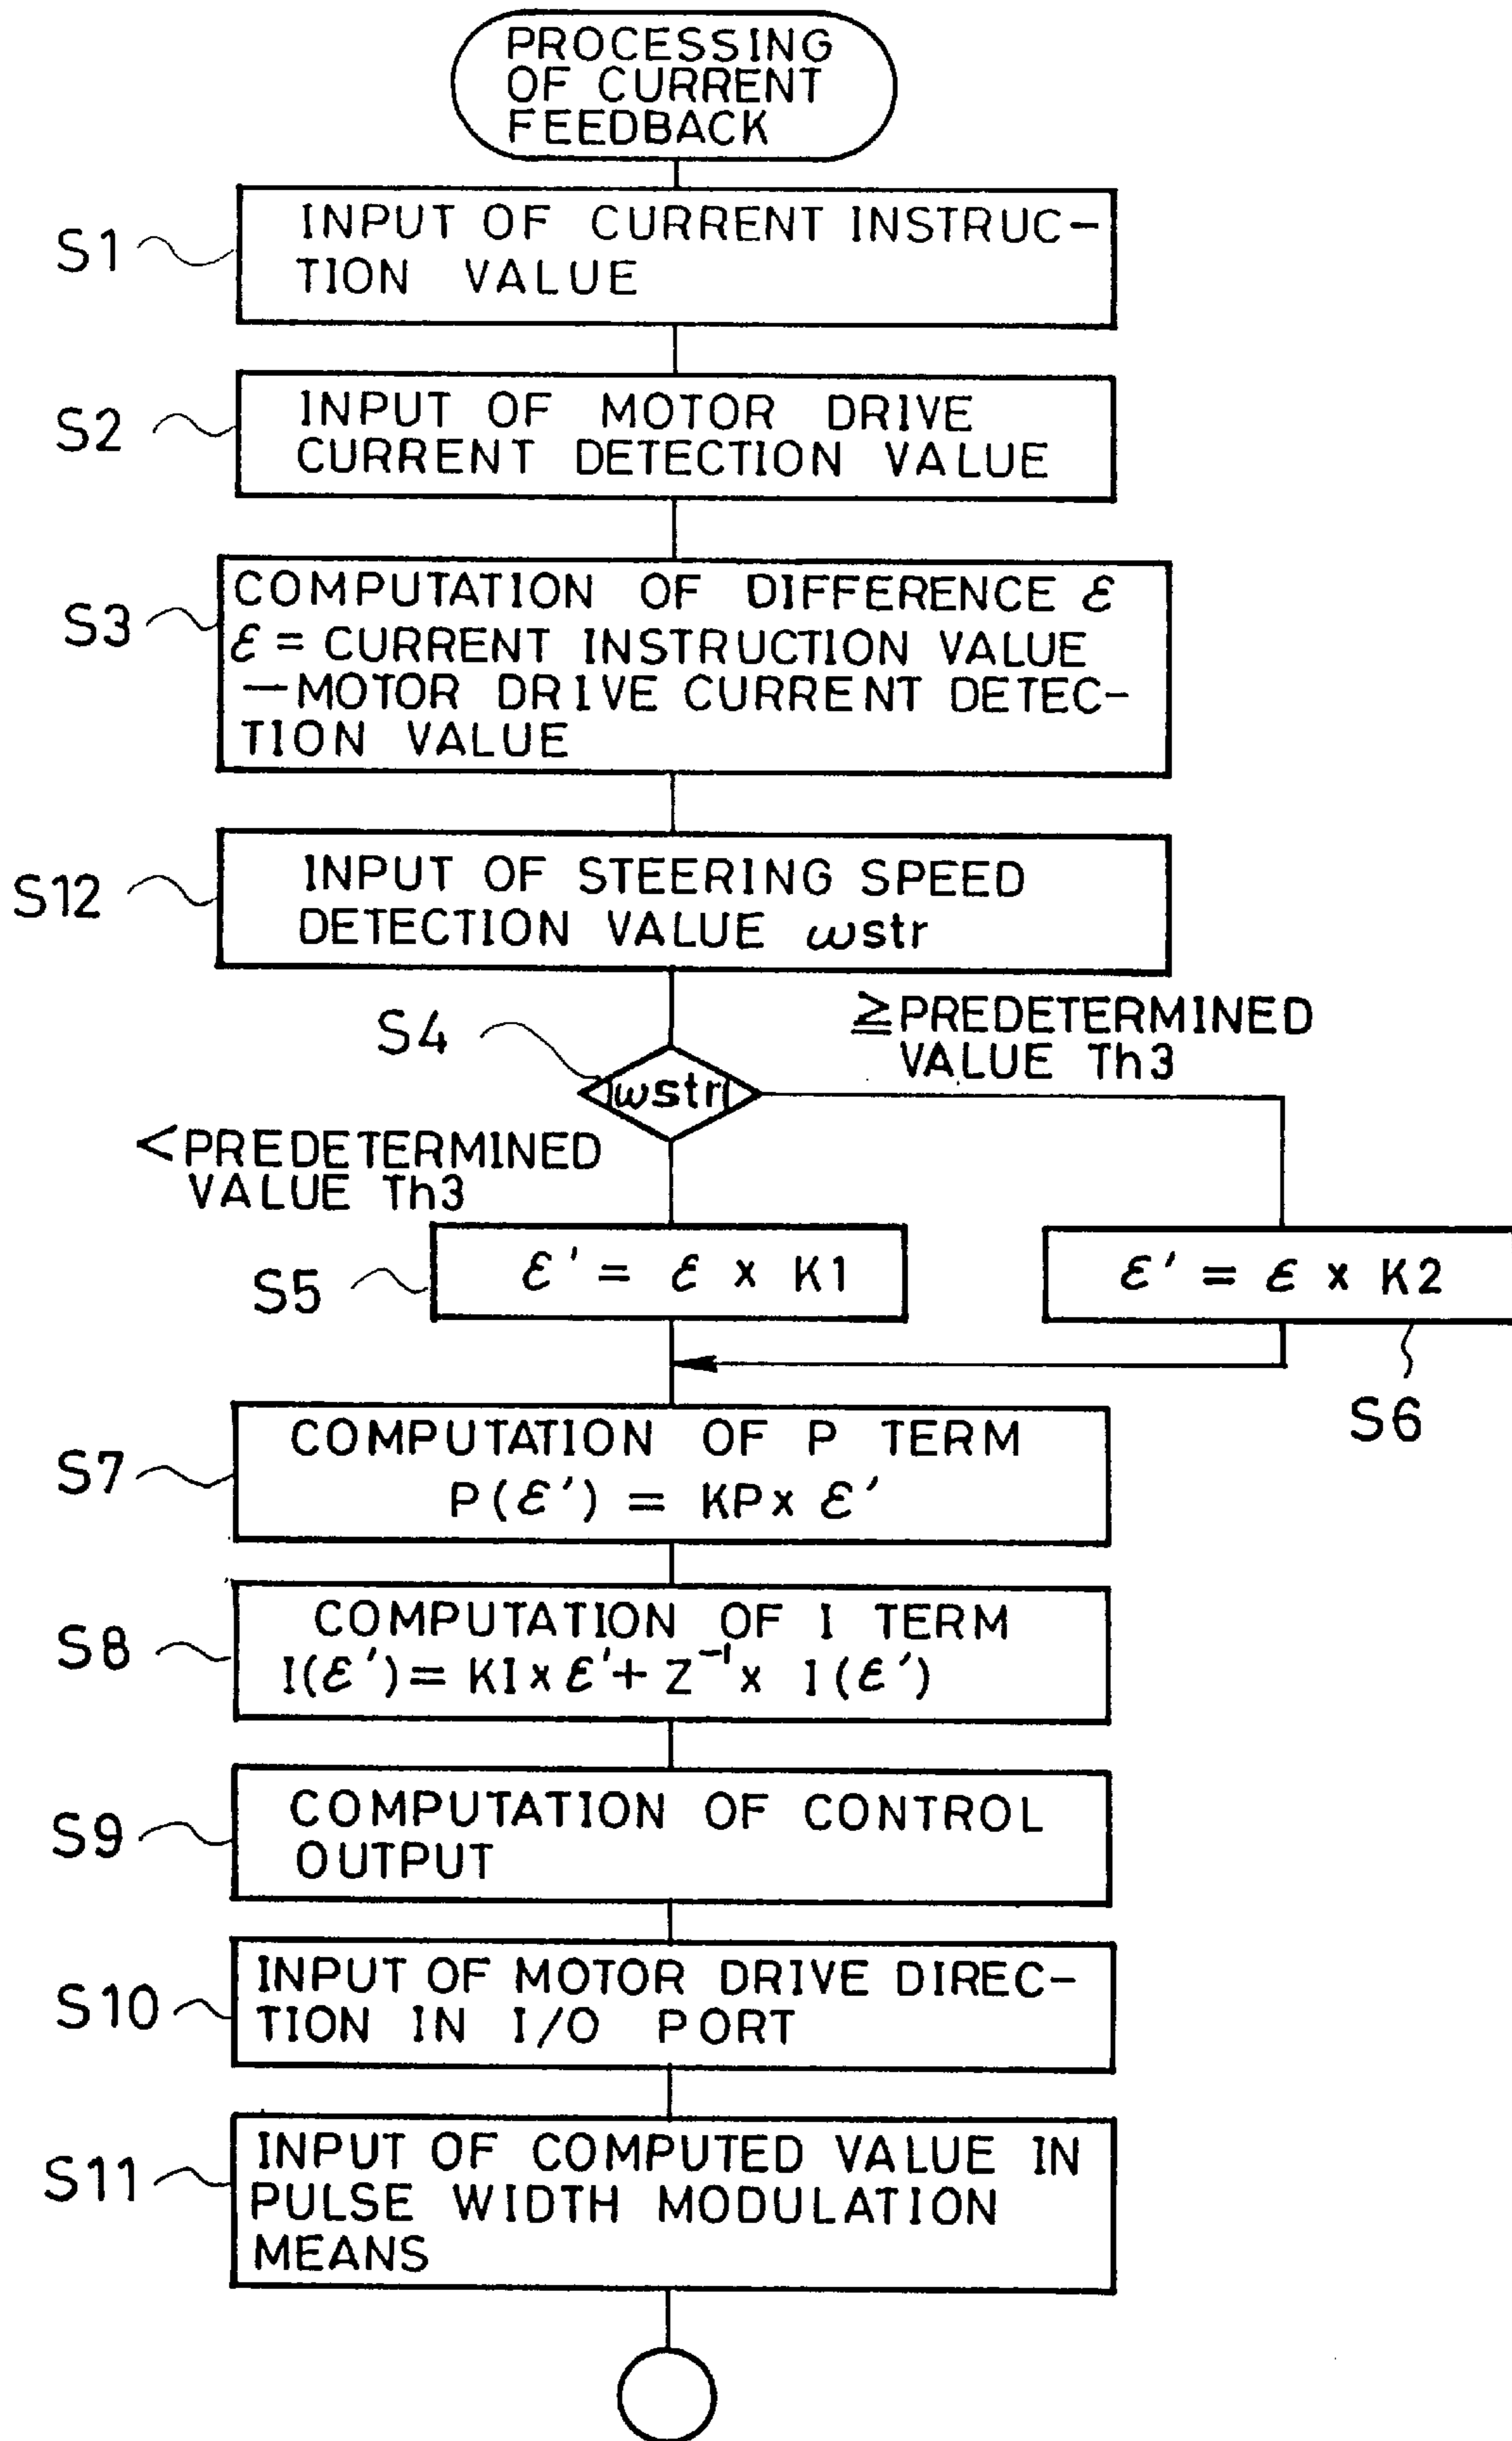 PROCESSING
OF CURRENT
FEEDBACK
S1
INPUT OF CURRENT INSTRUC-
TION VALUE
S2
INPUT OF MOTOR DRIVE
CURRENT DETECTION VALUE
S3
COMPUTATION OF DIFFERENCE ε
ε = CURRENT INSTRUCTION VALUE
—MOTOR DRIVE CURRENT DETEC-
TION VALUE
S12
INPUT OF STEERING SPEED
DETECTION VALUE ωstr
S4
|ωstr|
≧PREDETERMINED
VALUE Th3
<PREDETERMINED
VALUE Th3
S5
ε' = ε x K1
ε' = ε x K2
S6
S7
COMPUTATION OF P TERM
P(ε') = KP x ε'
S8
COMPUTATION OF I TERM
I(ε') = KI x ε' + Z⁻¹ x I(ε')
S9
COMPUTATION OF CONTROL
OUTPUT
S10
INPUT OF MOTOR DRIVE DIREC-
TION IN I/O PORT
S11
INPUT OF COMPUTED VALUE IN
PULSE WIDTH MODULATION
MEANS